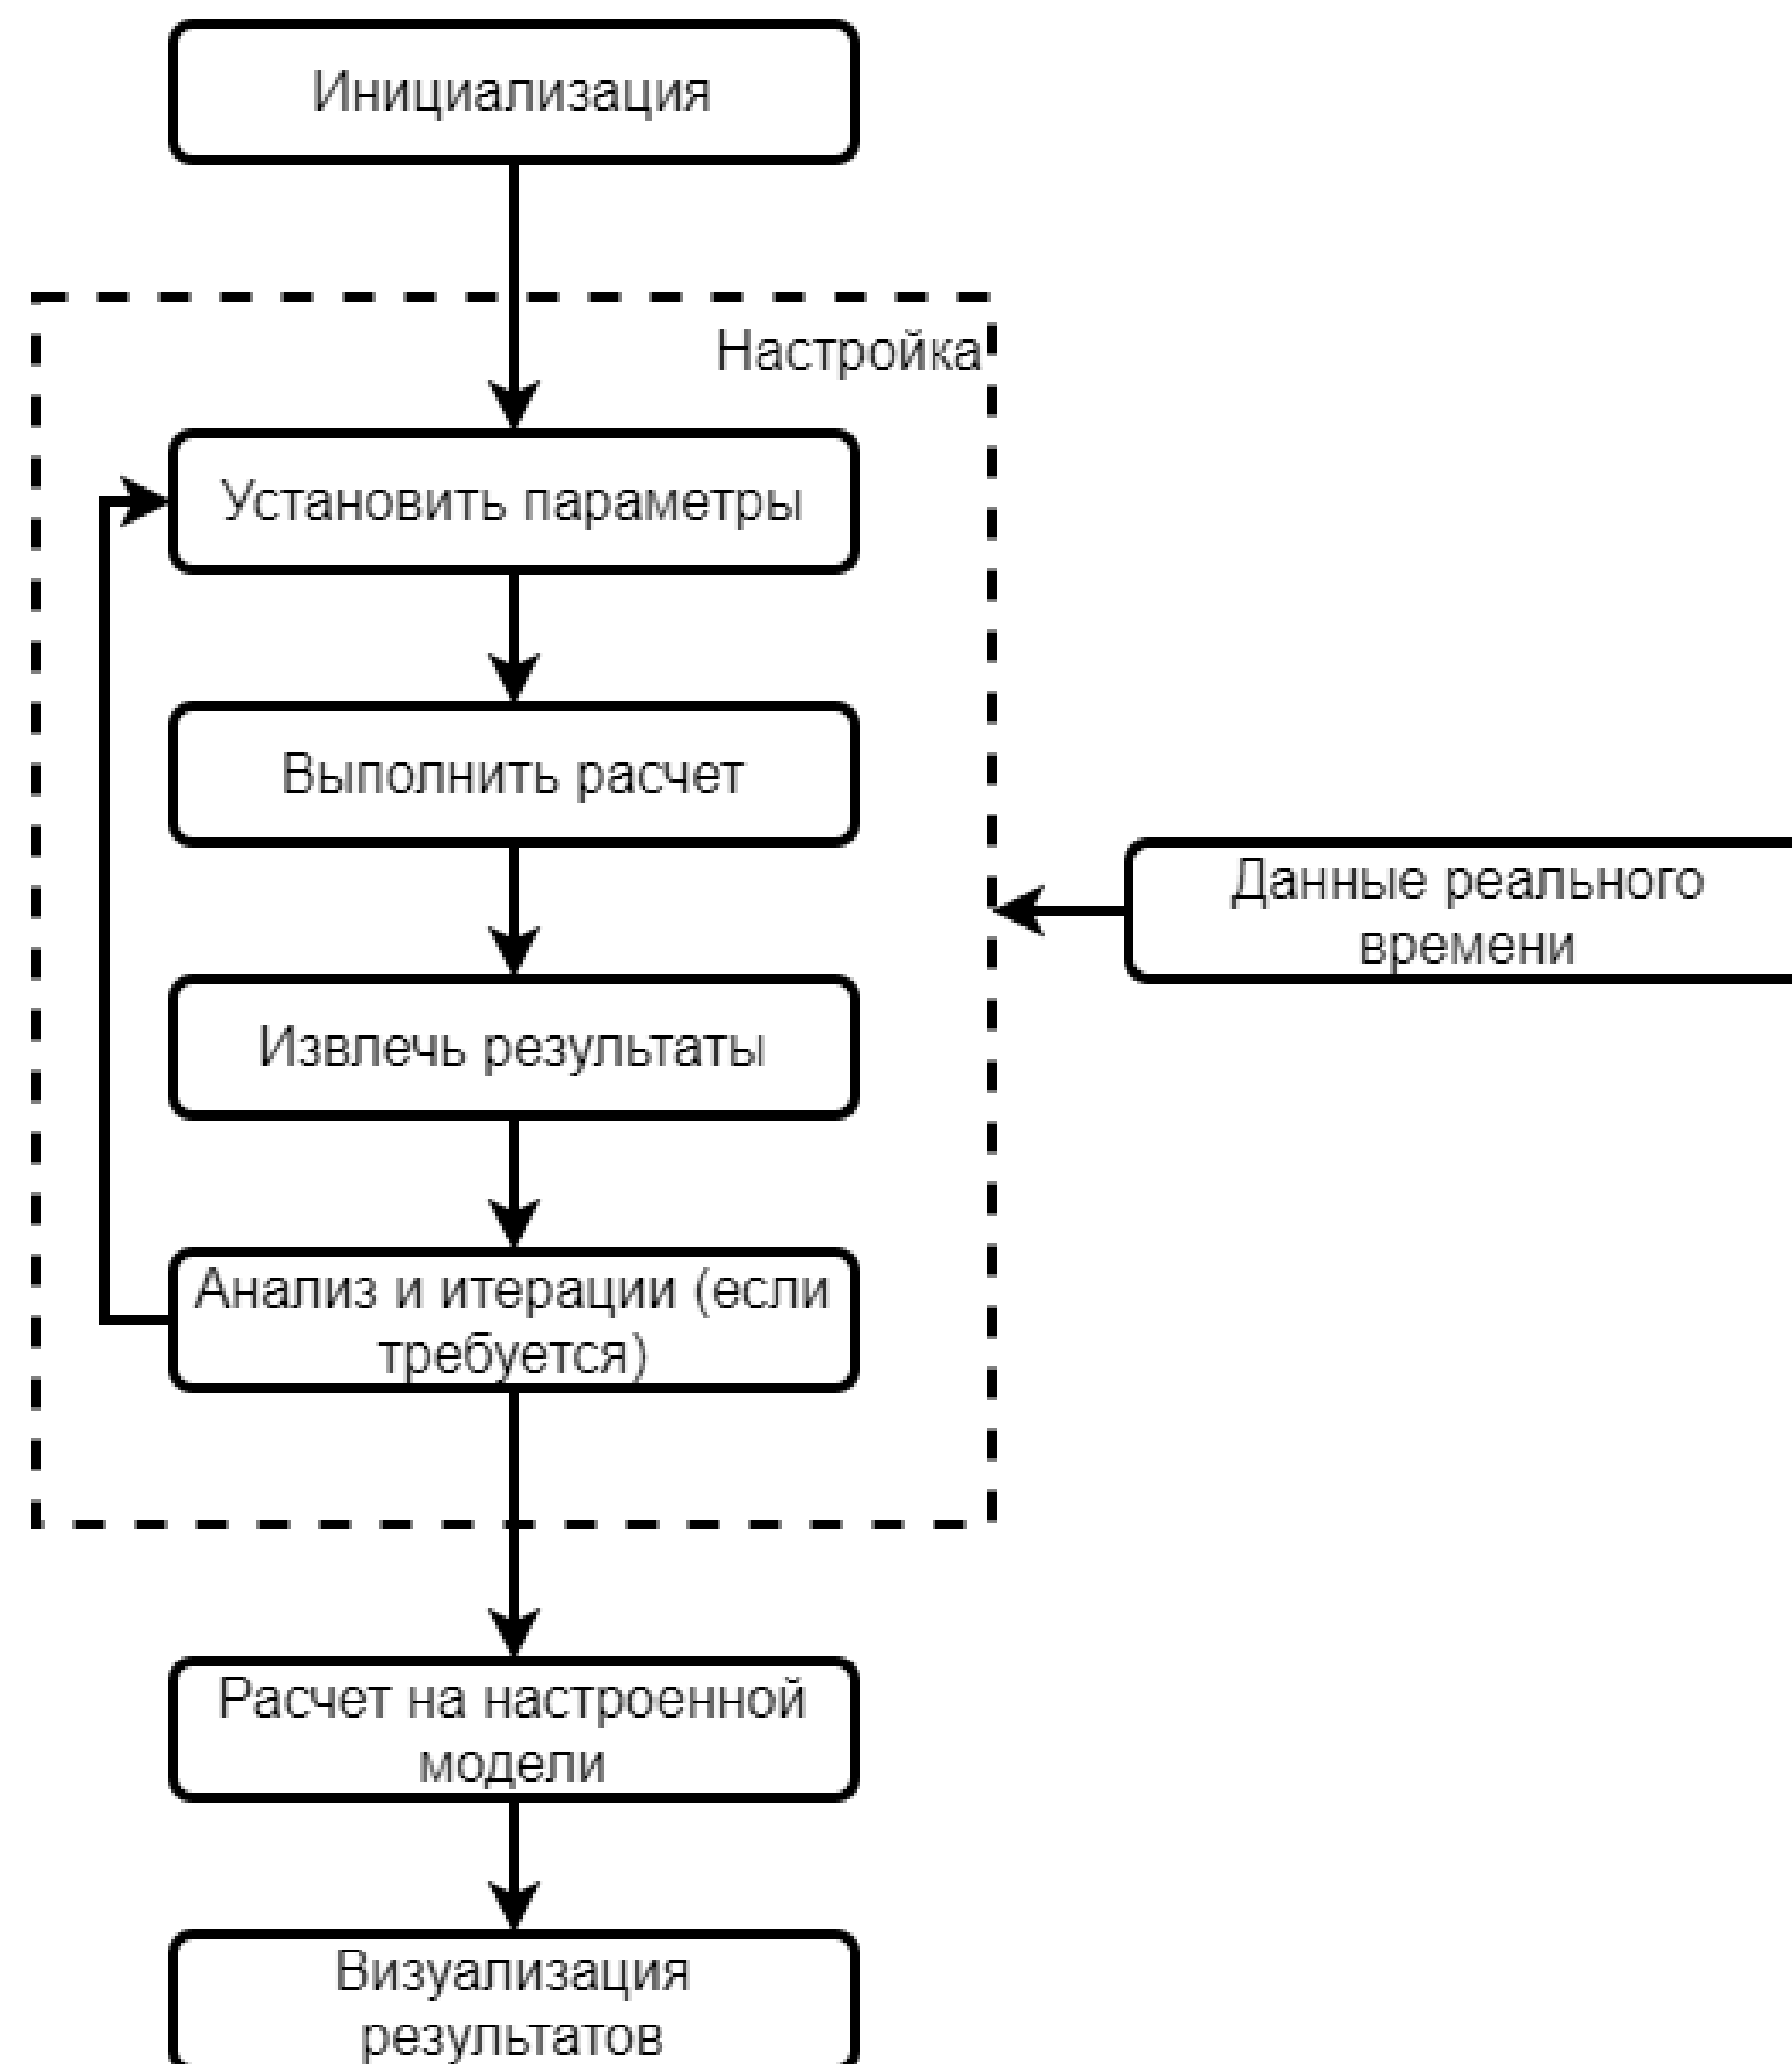 Инициализация
Настройка
Установить параметры
Выполнить расчет
Данные реального
времени
Извлечь результаты
Анализ и итерации (если
требуется)
Расчет на настроенной
модели
Визуализация
результатов